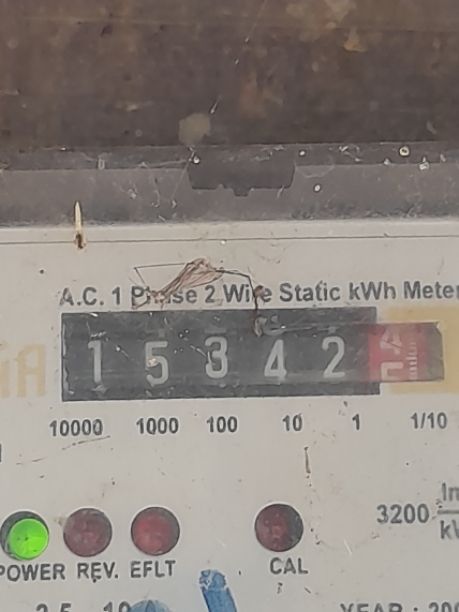 A.C. 1 Phase 2 Wire Static kWh Meter
1 5 3 4 2
10000 1000 100 10 1 1/10
3200
POWER REV. EFLT CAL
YEAR :